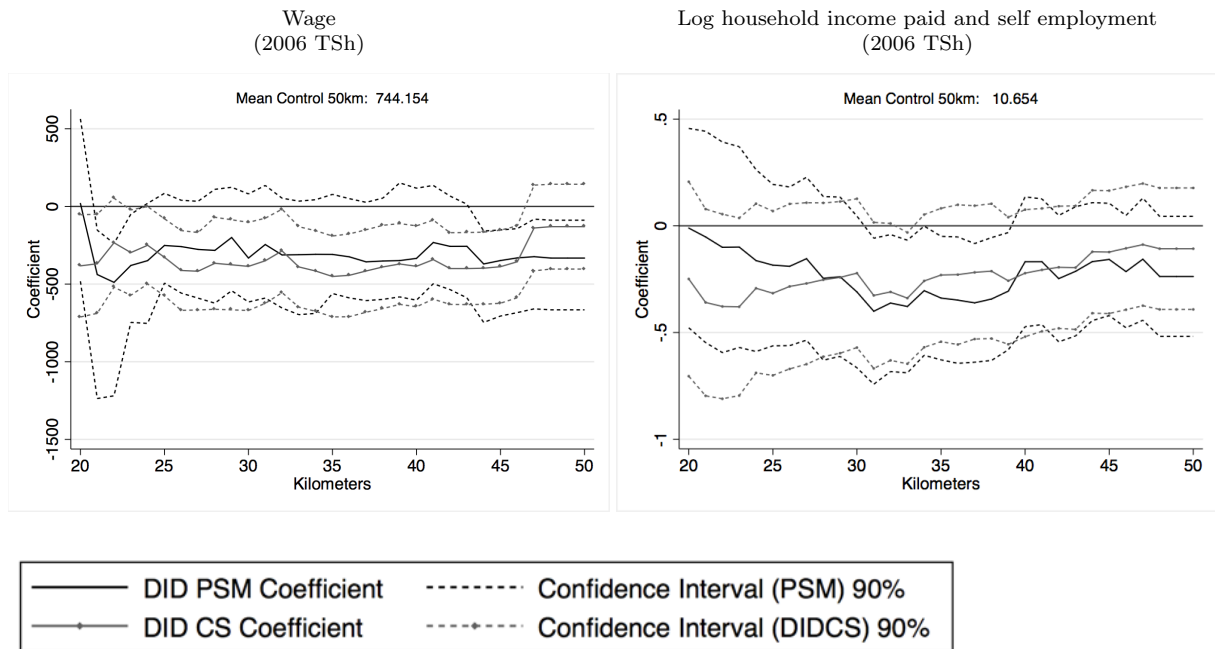 Wage
(2006 TSh)
Mean Control 50km: 744.154
Coefficient
500
0
-500
-1000
-1500
20 25 30 35 40 45 50
Kilometers
Log household income paid and self employment
(2006 TSh)
Mean Control 50km: 10.654
Coefficient
.5
0
-.5
-1
20 25 30 35 40 45 50
Kilometers
DID PSM Coefficient Confidence Interval (PSM) 90%
DID CS Coefficient Confidence Interval (DIDCS) 90%